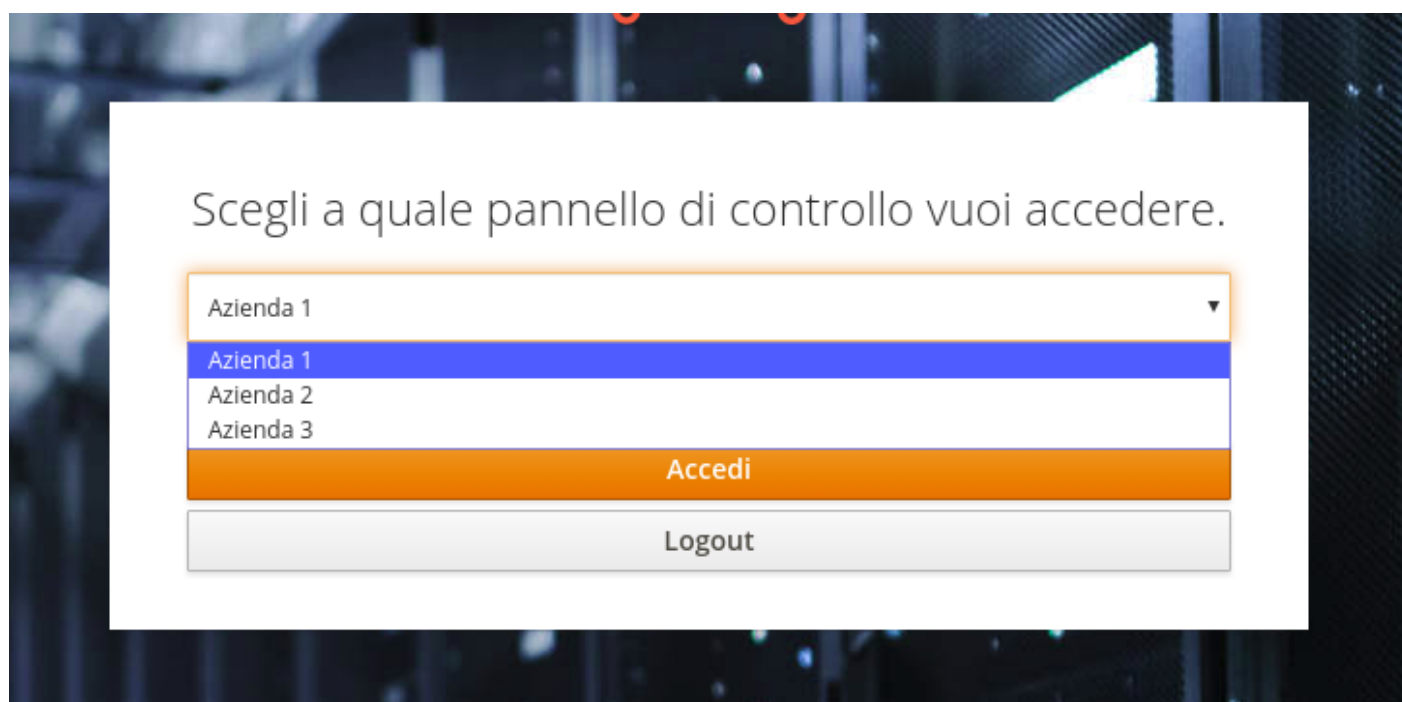 Scegli a quale pannello di controllo vuoi accedere.
Azienda 1
Azienda 1
Azienda 2
Azienda 3
Accedi
Logout